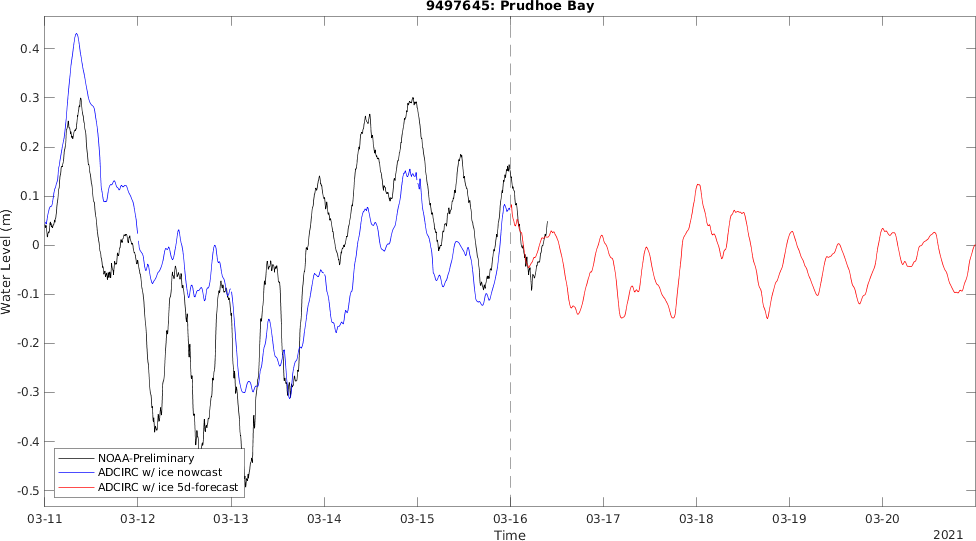 9497645: Prudhoe Bay
Water Level (m)
0.4
0.3
0.2
0.1
0
-0.1
-0.2
-0.3
-0.4
-0.5
NOAA-Preliminary
ADCIRC w/ ice nowcast
ADCIRC w/ ice 5d-forecast
03-11 03-12 03-13 03-14 03-15 03-16 03-17 03-18 03-19 03-20
Time
2021